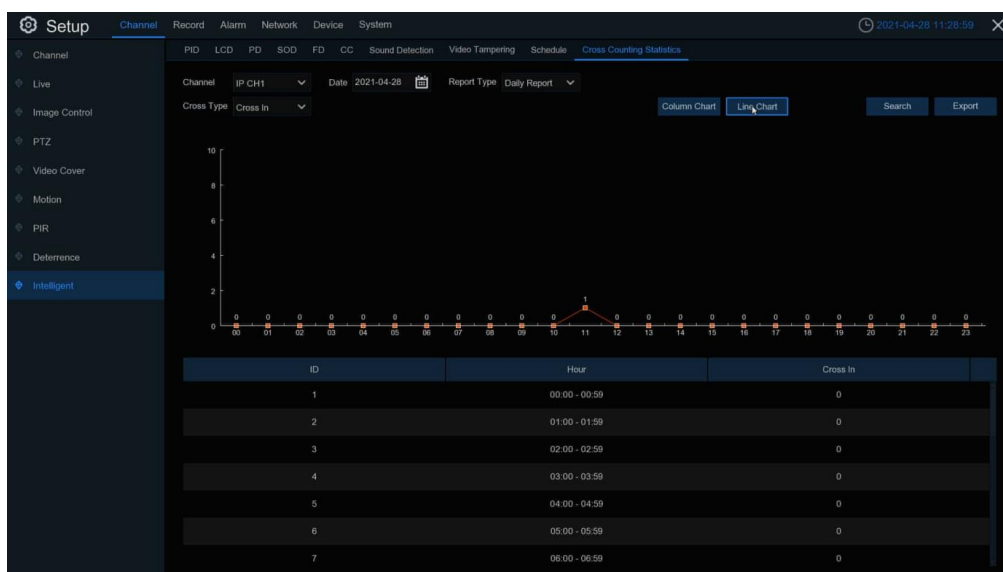 Setup Channel Record Alarm Network Device System 2021-04-28 11:28:59
PID LCD PD SOD FD CC Sound Detection Video Tampering Schedule Cross Counting Statistics
Channel
Live
Image Control
PTZ
Video Cover
Motion
PIR
Deterrence
Intelligent
Channel IP CH1 Date 2021-04-28 Report Type Daily Report
Cross Type Cross In Column Chart Line Chart Search Export
10
8
6
4
2
0
0 0 0 0 0 0 0 0 0 0 0 1 0 0 0 0 0 0 0 0 0 0 0 0
00 01 02 03 04 05 06 07 08 09 10 11 12 13 14 15 16 17 18 19 20 21 22 23
ID Hour Cross In
1 00:00 - 00:59 0
2 01:00 - 01:59 0
3 02:00 - 02:59 0
4 03:00 - 03:59 0
5 04:00 - 04:59 0
6 05:00 - 05:59 0
7 06:00 - 06:59 0